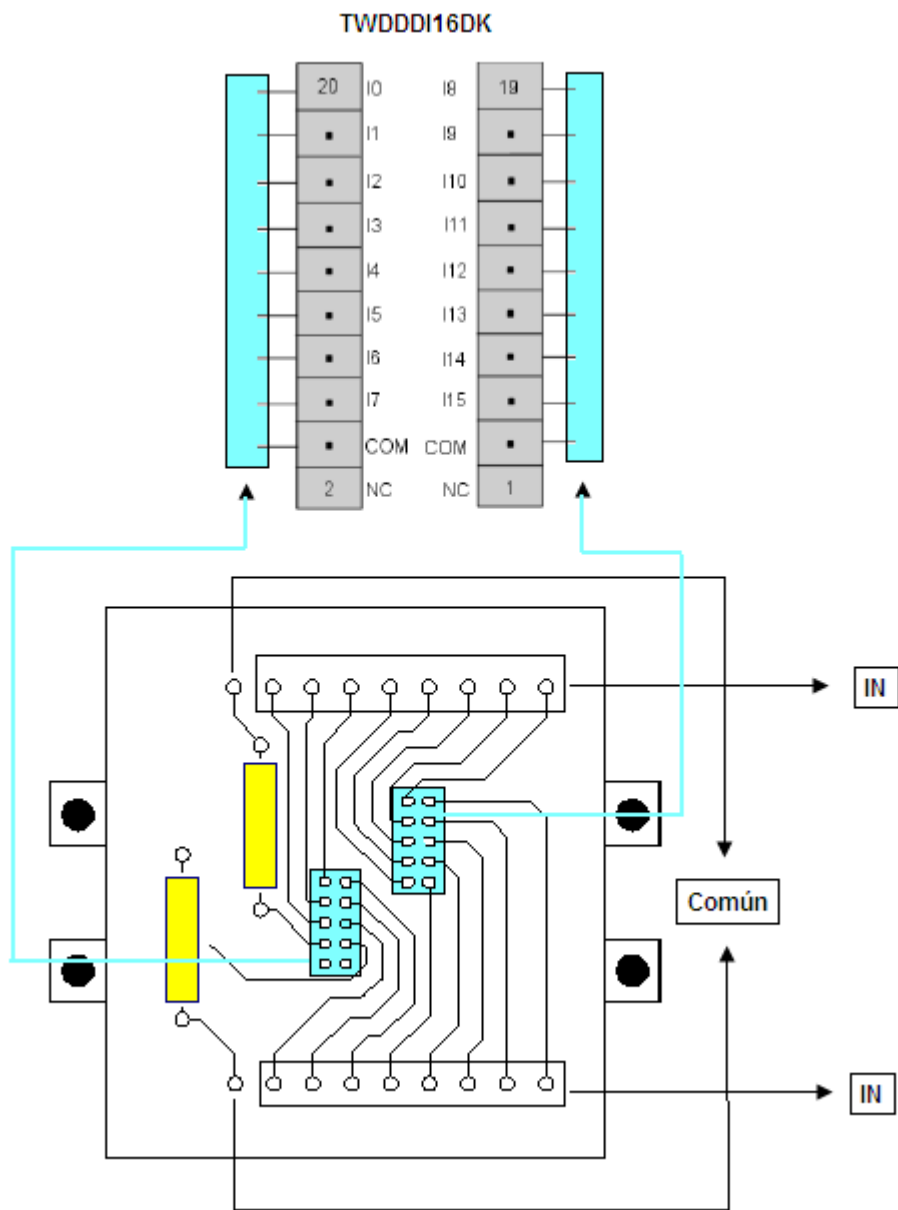 TWDDDI16DK
20 I0 I8 19
I1 I9
I2 I10
I3 I11
I4 I12
I5 I13
I6 I14
I7 I15
COM COM
2 NC NC 1
IN
Común
IN